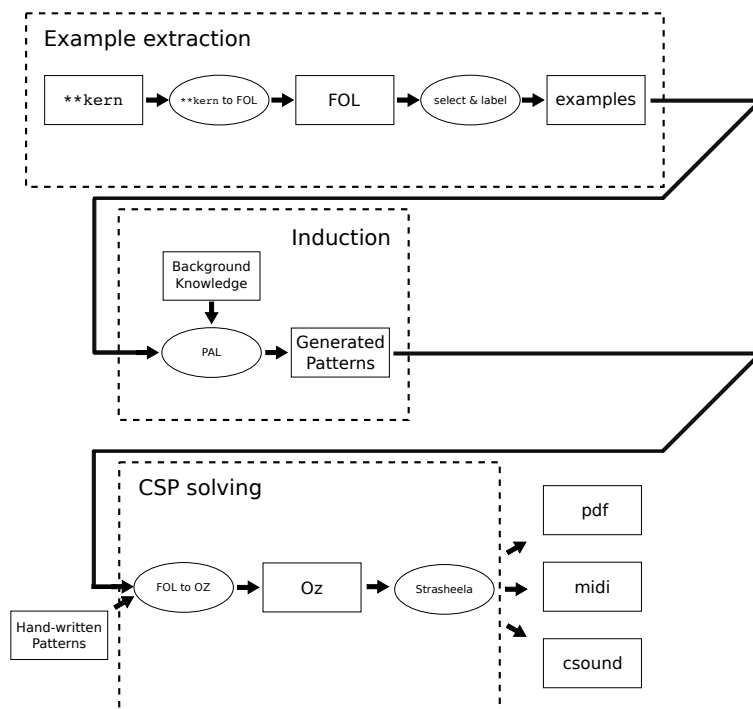 Example extraction
**kern
**kern to FOL
FOL
select & label
examples
Induction
Background
Knowledge
PAL
Generated
Patterns
CSP solving
pdf
FOL to OZ
Oz
Strasheela
midi
Hand-written
Patterns
csound